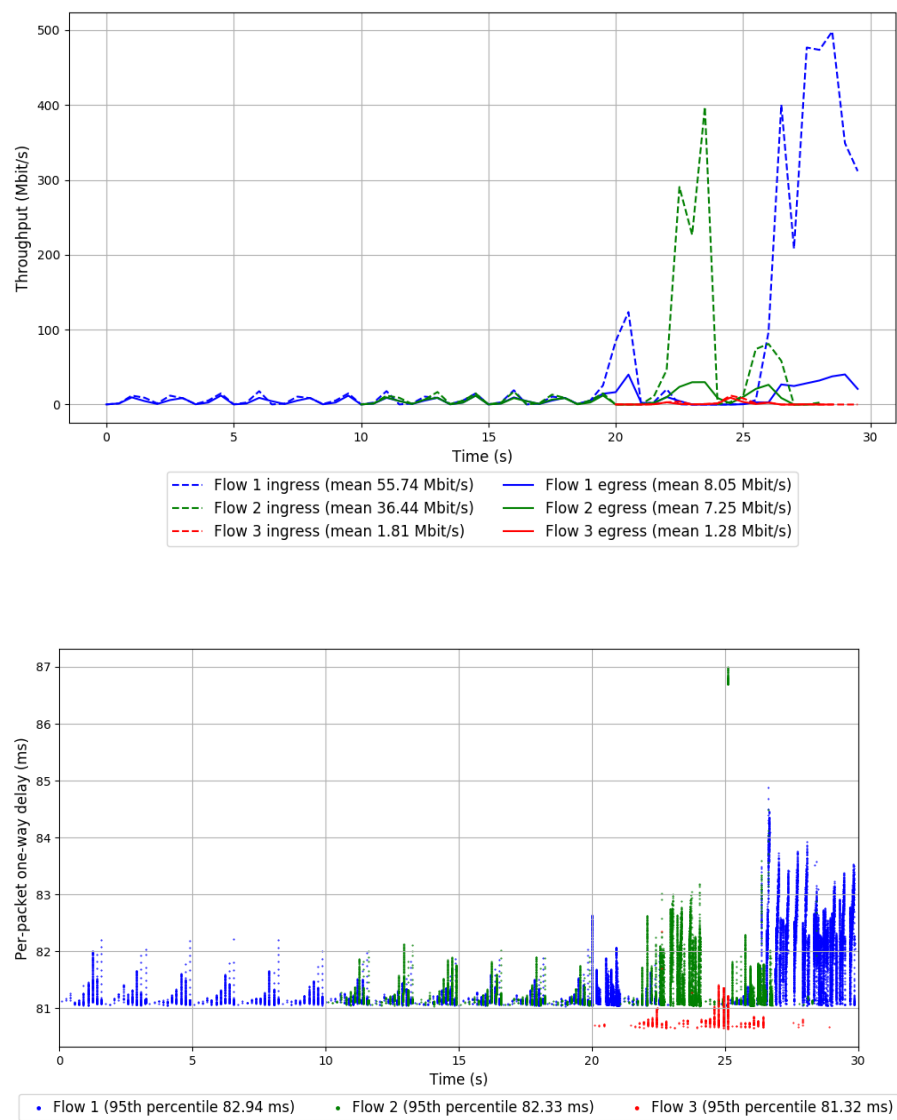 500
400
300
200
100
0
Throughput (Mbit/s)
0 5 10 15 20 25 30
Time (s)
Flow 1 ingress (mean 55.74 Mbit/s) Flow 1 egress (mean 8.05 Mbit/s)
Flow 2 ingress (mean 36.44 Mbit/s) Flow 2 egress (mean 7.25 Mbit/s)
Flow 3 ingress (mean 1.81 Mbit/s) Flow 3 egress (mean 1.28 Mbit/s)
87
86
85
84
83
82
81
Per-packet one-way delay (ms)
0 5 10 15 20 25 30
Time (s)
Flow 1 (95th percentile 82.94 ms) Flow 2 (95th percentile 82.33 ms) Flow 3 (95th percentile 81.32 ms)